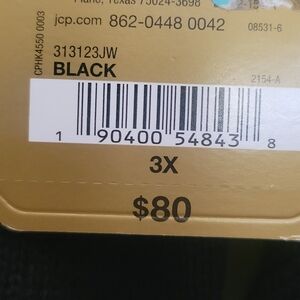 Plano, Texas 75024-3698
jcp.com 862-0448 0042 08531-6
CPHK4550 0003
313123JW
BLACK 2154-A
1 90400 54843 8
3X
$80